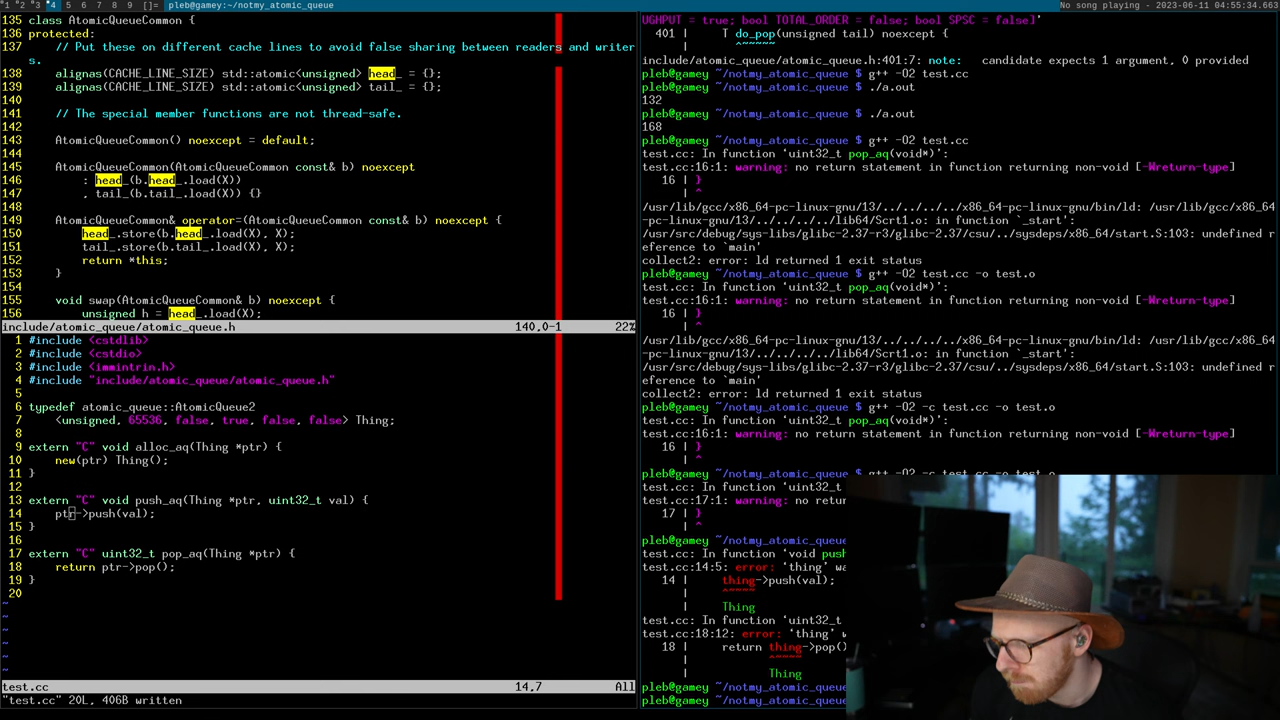 1 2 3 4 5 6 7 8 9 []= pleb@gamey:~/notmy_atomic_queue No song playing - 2023-06-11 04:55:34.663
135 class AtomicQueueCommon {
136 protected:
137     // Put these on different cache lines to avoid false sharing between readers and writer
s.
138     alignas(CACHE_LINE_SIZE) std::atomic<unsigned> head_ = {};
139     alignas(CACHE_LINE_SIZE) std::atomic<unsigned> tail_ = {};
140
141     // The special member functions are not thread-safe.
142
143     AtomicQueueCommon() noexcept = default;
144
145     AtomicQueueCommon(AtomicQueueCommon const& b) noexcept
146         : head_(b.head_.load(X))
147         , tail_(b.tail_.load(X)) {}
148
149     AtomicQueueCommon& operator=(AtomicQueueCommon const& b) noexcept {
150         head_.store(b.head_.load(X), X);
151         tail_.store(b.tail_.load(X), X);
152         return *this;
153     }
154
155     void swap(AtomicQueueCommon& b) noexcept {
156         unsigned h = head_.load(X);
include/atomic_queue/atomic_queue.h 140,0-1 22%
1 #include <cstdlib>
2 #include <cstdio>
3 #include <immintrin.h>
4 #include "include/atomic_queue/atomic_queue.h"
5
6 typedef atomic_queue::AtomicQueue2
7     <unsigned, 65536, false, true, false, false> Thing;
8
9 extern "C" void alloc_aq(Thing *ptr) {
10     new(ptr) Thing();
11 }
12
13 extern "C" void push_aq(Thing *ptr, uint32_t val) {
14     ptr->push(val);
15 }
16
17 extern "C" uint32_t pop_aq(Thing *ptr) {
18     return ptr->pop();
19 }
20
~
~
~
~
~
~
test.cc 14,7 All
"test.cc" 20L, 406B written
UGHPUT = true; bool TOTAL_ORDER = false; bool SPSC = false]'
401 |     T do_pop(unsigned tail) noexcept {
|       ^~~~~~
include/atomic_queue/atomic_queue.h:401:7: note:   candidate expects 1 argument, 0 provided
pleb@gamey ~/notmy_atomic_queue $ g++ -O2 test.cc
pleb@gamey ~/notmy_atomic_queue $ ./a.out
132
pleb@gamey ~/notmy_atomic_queue $ ./a.out
168
pleb@gamey ~/notmy_atomic_queue $ g++ -O2 test.cc
test.cc: In function 'uint32_t pop_aq(void*)':
test.cc:16:1: warning: no return statement in function returning non-void [-Wreturn-type]
16 | }
| ^
/usr/lib/gcc/x86_64-pc-linux-gnu/13/../../../../x86_64-pc-linux-gnu/bin/ld: /usr/lib/gcc/x86_64
-pc-linux-gnu/13/../../../../lib64/Scrt1.o: in function `_start':
/usr/src/debug/sys-libs/glibc-2.37-r3/glibc-2.37/csu/../sysdeps/x86_64/start.S:103: undefined r
eference to `main'
collect2: error: ld returned 1 exit status
pleb@gamey ~/notmy_atomic_queue $ g++ -O2 test.cc -o test.o
test.cc: In function 'uint32_t pop_aq(void*)':
test.cc:16:1: warning: no return statement in function returning non-void [-Wreturn-type]
16 | }
| ^
/usr/lib/gcc/x86_64-pc-linux-gnu/13/../../../../x86_64-pc-linux-gnu/bin/ld: /usr/lib/gcc/x86_64
-pc-linux-gnu/13/../../../../lib64/Scrt1.o: in function `_start':
/usr/src/debug/sys-libs/glibc-2.37-r3/glibc-2.37/csu/../sysdeps/x86_64/start.S:103: undefined r
eference to `main'
collect2: error: ld returned 1 exit status
pleb@gamey ~/notmy_atomic_queue $ g++ -O2 -c test.cc -o test.o
test.cc: In function 'uint32_t pop_aq(void*)':
test.cc:16:1: warning: no return statement in function returning non-void [-Wreturn-type]
16 | }
| ^
pleb@gamey ~/notmy_atomic_queue $ g++ -O2 -c test.cc -o test.o
test.cc: In function 'uint32_t
test.cc:17:1: warning: no retur
17 | }
| ^
pleb@gamey ~/notmy_atomic_queue
test.cc: In function 'void push
test.cc:14:5: error: 'thing' wa
14 |     thing->push(val);
|     ^~~~~
|     Thing
test.cc: In function 'uint32_t
test.cc:18:12: error: 'thing' w
18 |     return thing->pop()
|            ^~~~~
|            Thing
pleb@gamey ~/notmy_atomic_queue
pleb@gamey ~/notmy_atomic_queue